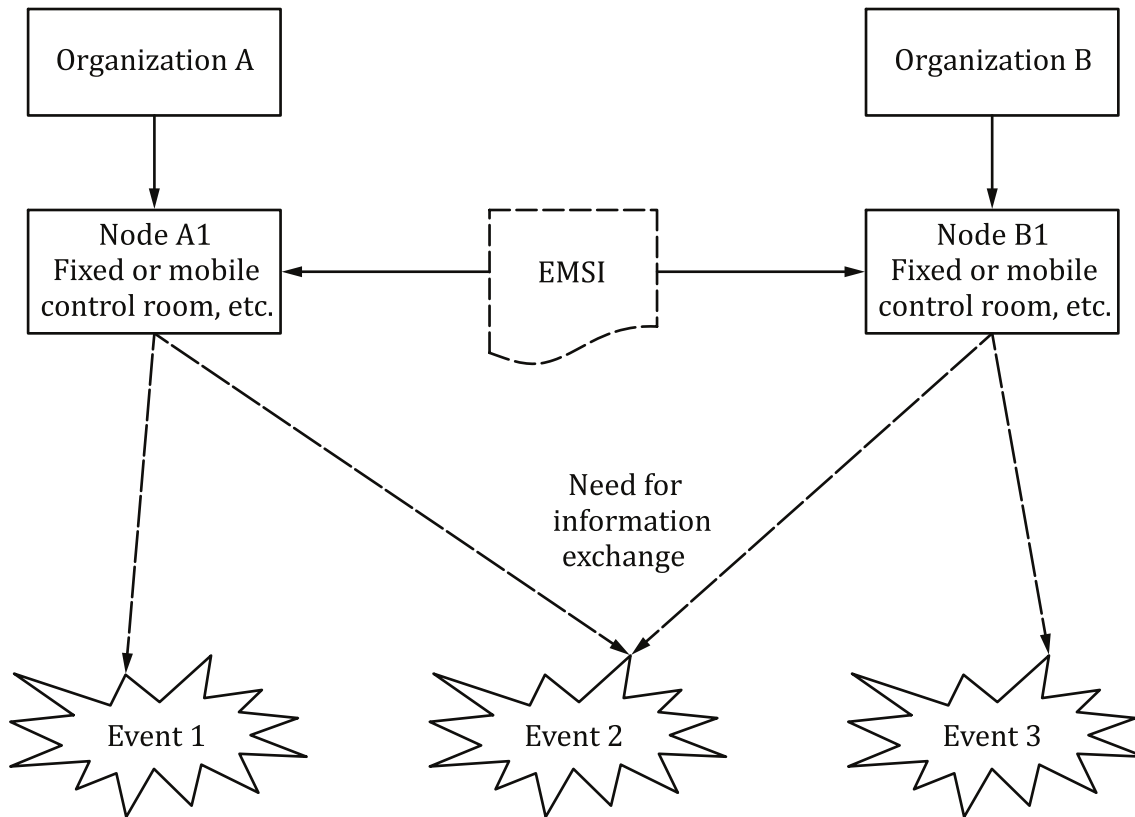 Organization A
Organization B
Node A1
Fixed or mobile
control room, etc.
EMSI
Node B1
Fixed or mobile
control room, etc.
Need for
information
exchange
Event 1
Event 2
Event 3